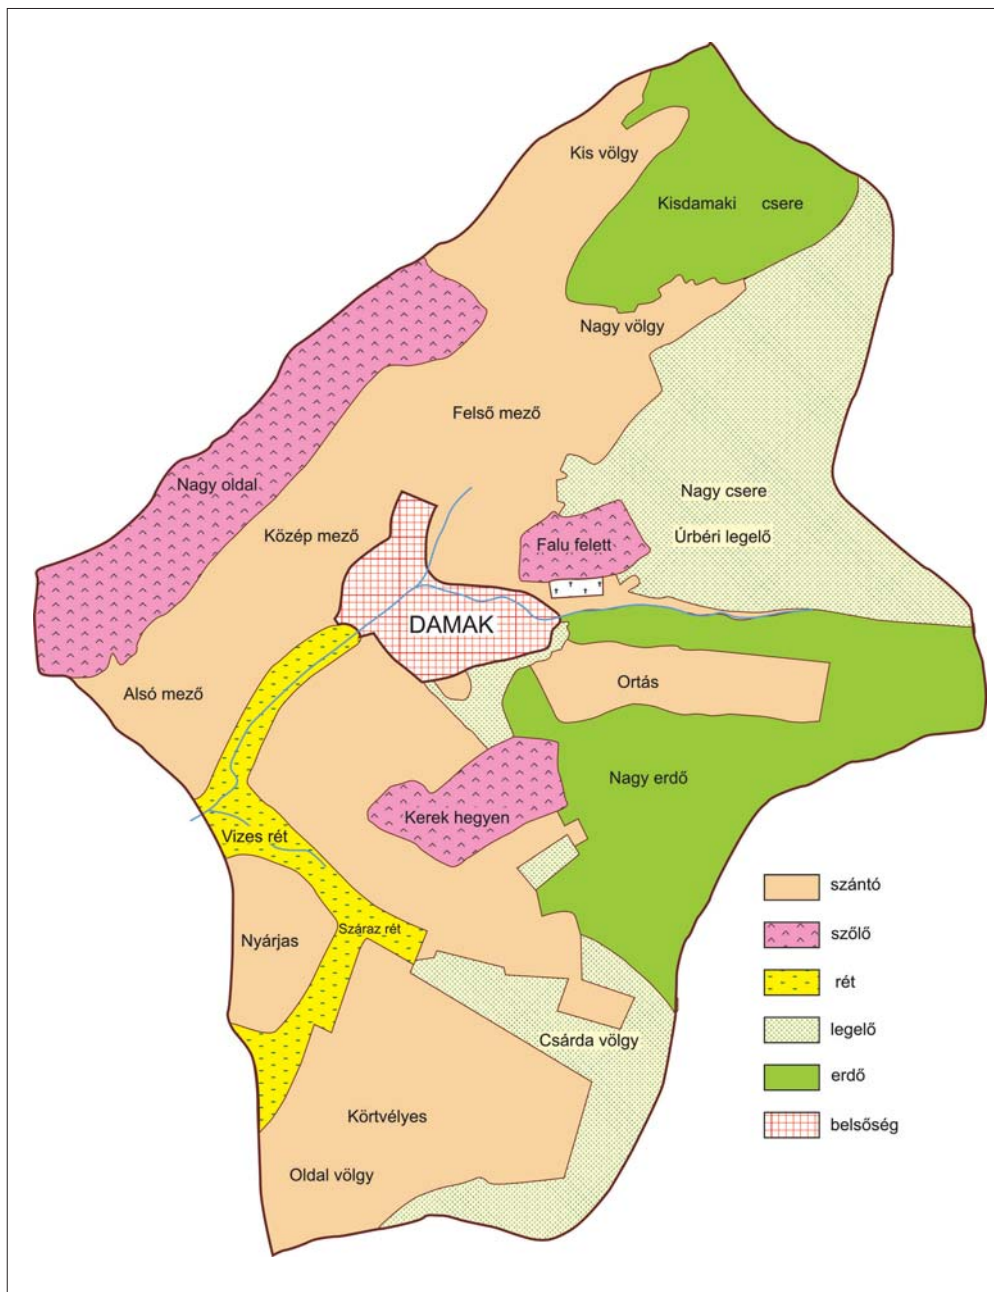 Kis völgy
Kisdamaki csere
Nagy völgy
Felső mező
Nagy oldal
Nagy csere
Közép mező
Falu felett
Úrbéri legelő
DAMAK
Ortás
Alsó mező
Nagy erdő
Kerek hegyen
Vizes rét
Nyárjas
Száraz rét
Csárda völgy
Körtvélyes
Oldal völgy
szántó
szőlő
rét
legelő
erdő
belsőség